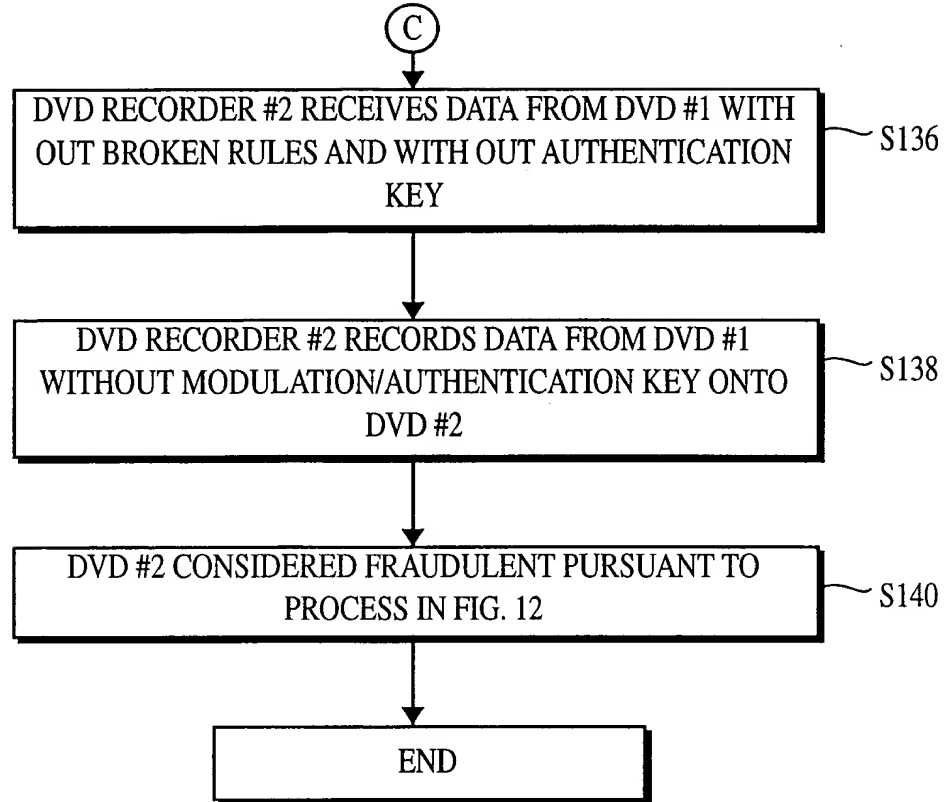 C
DVD RECORDER #2 RECEIVES DATA FROM DVD #1 WITH
OUT BROKEN RULES AND WITH OUT AUTHENTICATION
KEY
S136
DVD RECORDER #2 RECORDS DATA FROM DVD #1
WITHOUT MODULATION/AUTHENTICATION KEY ONTO
DVD #2
S138
DVD #2 CONSIDERED FRAUDULENT PURSUANT TO
PROCESS IN FIG. 12
S140
END